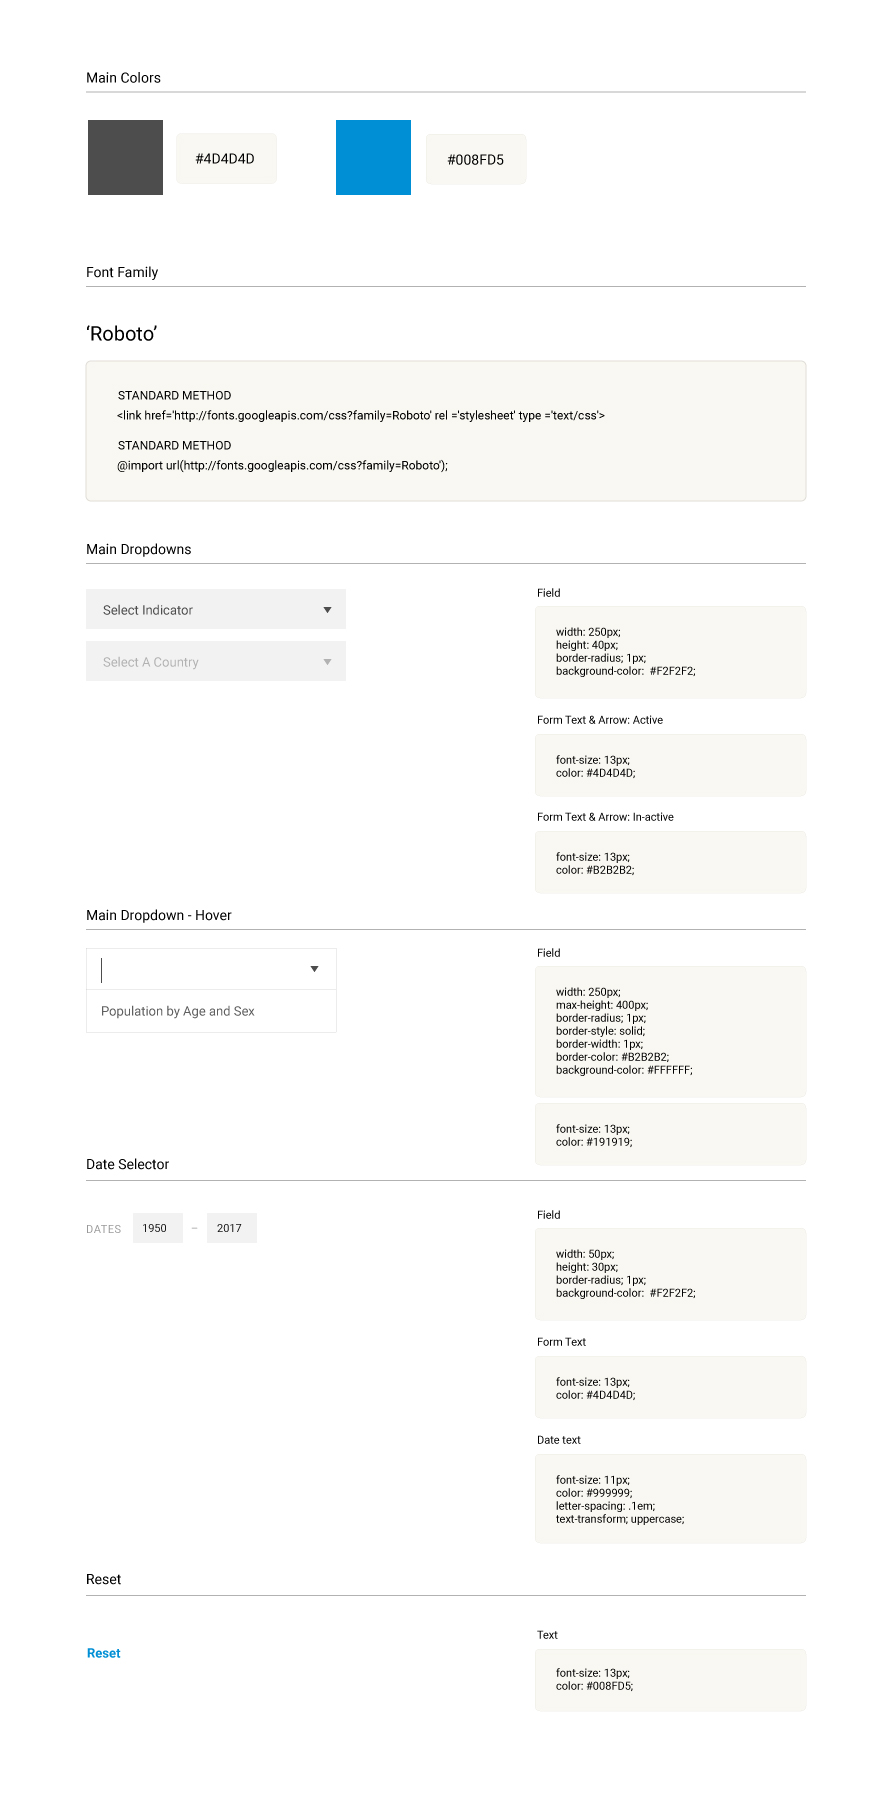 Main Colors
#4D4D4D
#008FD5
Font Family
‘Roboto’
STANDARD METHOD
<link href='http://fonts.googleapis.com/css?family=Roboto' rel ='stylesheet' type ='text/css'>
STANDARD METHOD
@import url(http://fonts.googleapis.com/css?family=Roboto');
Main Dropdowns
Select Indicator
Select A Country
Field
width: 250px;
height: 40px;
border-radius; 1px;
background-color:  #F2F2F2;
Form Text & Arrow: Active
font-size: 13px;
color: #4D4D4D;
Form Text & Arrow: In-active
font-size: 13px;
color: #B2B2B2;
Main Dropdown - Hover
Population by Age and Sex
Field
width: 250px;
max-height: 400px;
border-radius; 1px;
border-style: solid;
border-width: 1px;
border-color: #B2B2B2;
background-color: #FFFFFF;
font-size: 13px;
color: #191919;
Date Selector
DATES 1950 – 2017
Field
width: 50px;
height: 30px;
border-radius; 1px;
background-color:  #F2F2F2;
Form Text
font-size: 13px;
color: #4D4D4D;
Date text
font-size: 11px;
color: #999999;
letter-spacing: .1em;
text-transform; uppercase;
Reset
Reset
Text
font-size: 13px;
color: #008FD5;